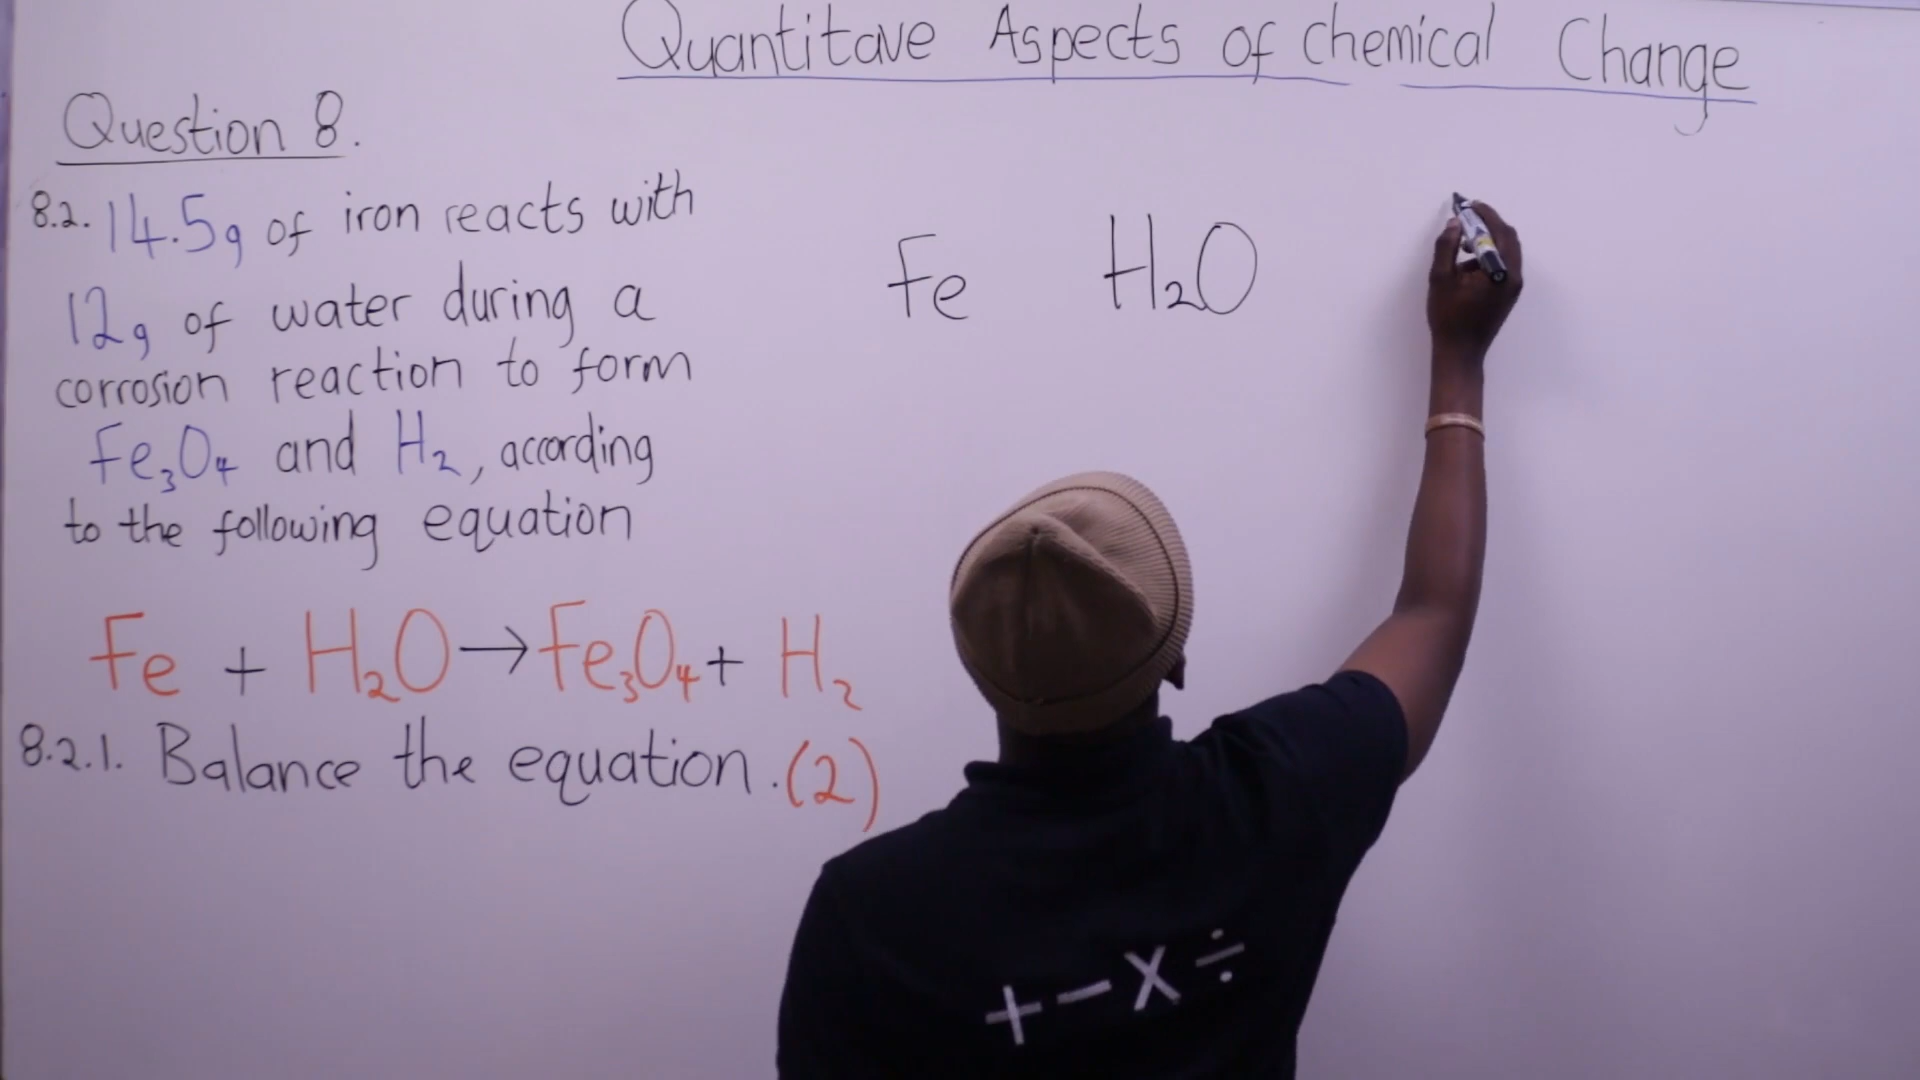 Quantitave Aspects of chemical Change
Question 8.
8.2. 14.5g of iron reacts with
12g of water during a
corrosion reaction to form
Fe₃O₄ and H₂, according
to the following equation
Fe + H₂O → Fe₃O₄ + H₂
8.2.1. Balance the equation. (2)
Fe H₂O
+ − × ÷